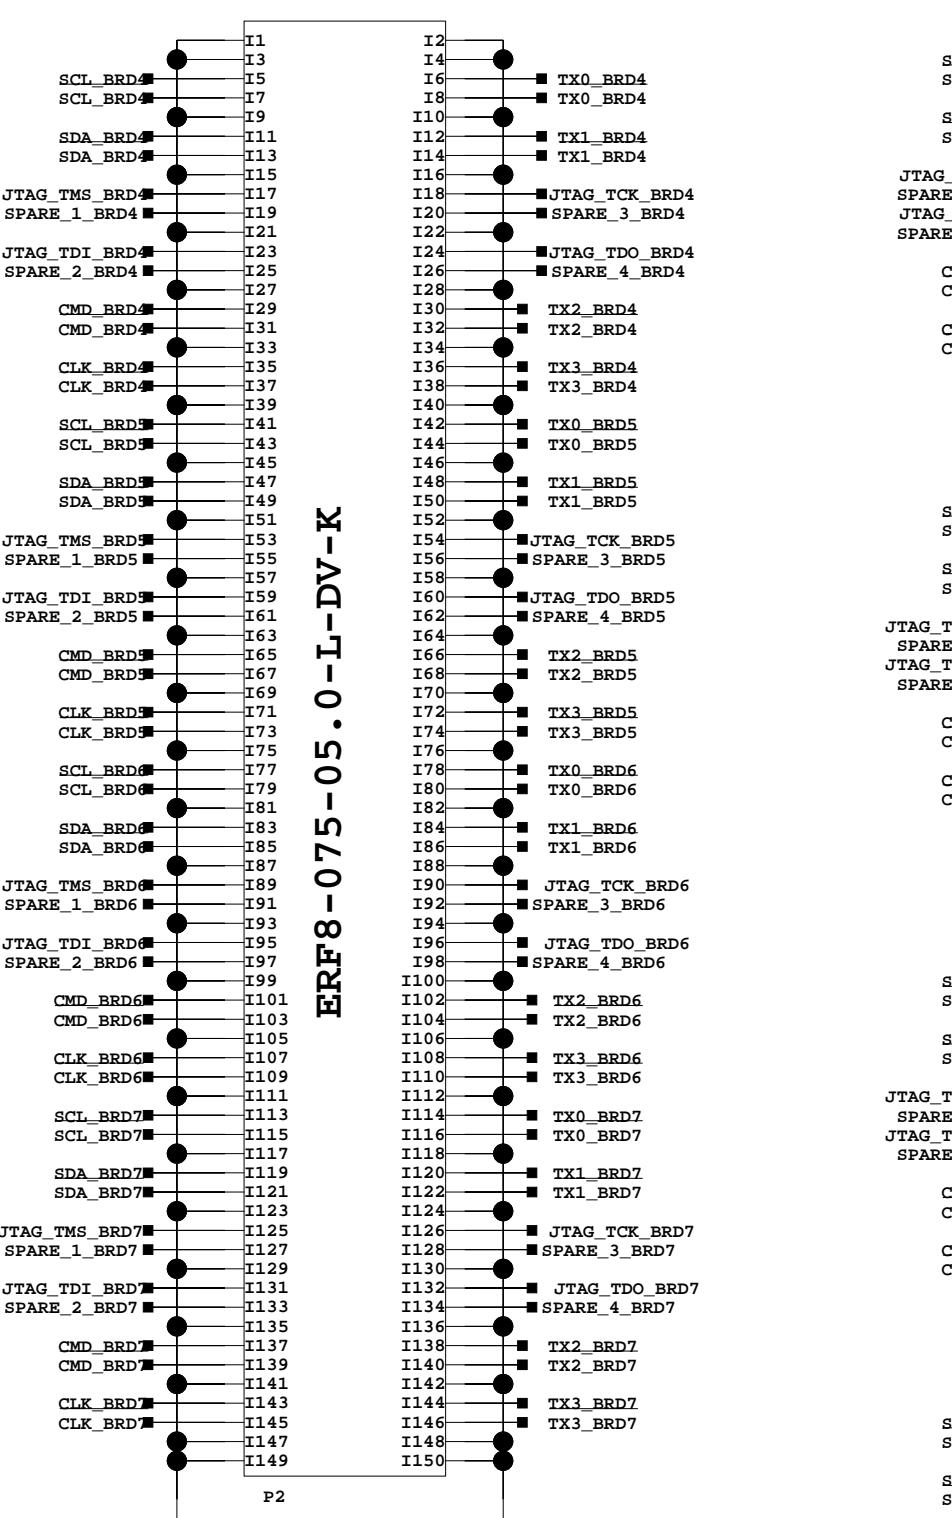 I1 I2
I3 I4
SCL_BRD4 I5 I6 TX0_BRD4
SCL_BRD4 I7 I8 TX0_BRD4
I9 I10
SDA_BRD4 I11 I12 TX1_BRD4
SDA_BRD4 I13 I14 TX1_BRD4
I15 I16
JTAG_TMS_BRD4 I17 I18 JTAG_TCK_BRD4
SPARE_1_BRD4 I19 I20 SPARE_3_BRD4
I21 I22
JTAG_TDI_BRD4 I23 I24 JTAG_TDO_BRD4
SPARE_2_BRD4 I25 I26 SPARE_4_BRD4
I27 I28
CMD_BRD4 I29 I30 TX2_BRD4
CMD_BRD4 I31 I32 TX2_BRD4
I33 I34
CLK_BRD4 I35 I36 TX3_BRD4
CLK_BRD4 I37 I38 TX3_BRD4
I39 I40
SCL_BRD5 I41 I42 TX0_BRD5
SCL_BRD5 I43 I44 TX0_BRD5
I45 I46
SDA_BRD5 I47 I48 TX1_BRD5
SDA_BRD5 I49 I50 TX1_BRD5
I51 I52
JTAG_TMS_BRD5 I53 I54 JTAG_TCK_BRD5
SPARE_1_BRD5 I55 I56 SPARE_3_BRD5
I57 I58
JTAG_TDI_BRD5 I59 I60 JTAG_TDO_BRD5
SPARE_2_BRD5 I61 I62 SPARE_4_BRD5
I63 I64
CMD_BRD5 I65 I66 TX2_BRD5
CMD_BRD5 I67 I68 TX2_BRD5
I69 I70
CLK_BRD5 I71 I72 TX3_BRD5
CLK_BRD5 I73 I74 TX3_BRD5
I75 I76
SCL_BRD6 I77 I78 TX0_BRD6
SCL_BRD6 I79 I80 TX0_BRD6
I81 I82
SDA_BRD6 I83 I84 TX1_BRD6
SDA_BRD6 I85 I86 TX1_BRD6
I87 I88
JTAG_TMS_BRD6 I89 I90 JTAG_TCK_BRD6
SPARE_1_BRD6 I91 I92 SPARE_3_BRD6
I93 I94
JTAG_TDI_BRD6 I95 I96 JTAG_TDO_BRD6
SPARE_2_BRD6 I97 I98 SPARE_4_BRD6
I99 I100
CMD_BRD6 I101 I102 TX2_BRD6
CMD_BRD6 I103 I104 TX2_BRD6
I105 I106
CLK_BRD6 I107 I108 TX3_BRD6
CLK_BRD6 I109 I110 TX3_BRD6
I111 I112
SCL_BRD7 I113 I114 TX0_BRD7
SCL_BRD7 I115 I116 TX0_BRD7
I117 I118
SDA_BRD7 I119 I120 TX1_BRD7
SDA_BRD7 I121 I122 TX1_BRD7
I123 I124
JTAG_TMS_BRD7 I125 I126 JTAG_TCK_BRD7
SPARE_1_BRD7 I127 I128 SPARE_3_BRD7
I129 I130
JTAG_TDI_BRD7 I131 I132 JTAG_TDO_BRD7
SPARE_2_BRD7 I133 I134 SPARE_4_BRD7
I135 I136
CMD_BRD7 I137 I138 TX2_BRD7
CMD_BRD7 I139 I140 TX2_BRD7
I141 I142
CLK_BRD7 I143 I144 TX3_BRD7
CLK_BRD7 I145 I146 TX3_BRD7
I147 I148
I149 I150
ERF8-075-05.0-L-DV-K
P2